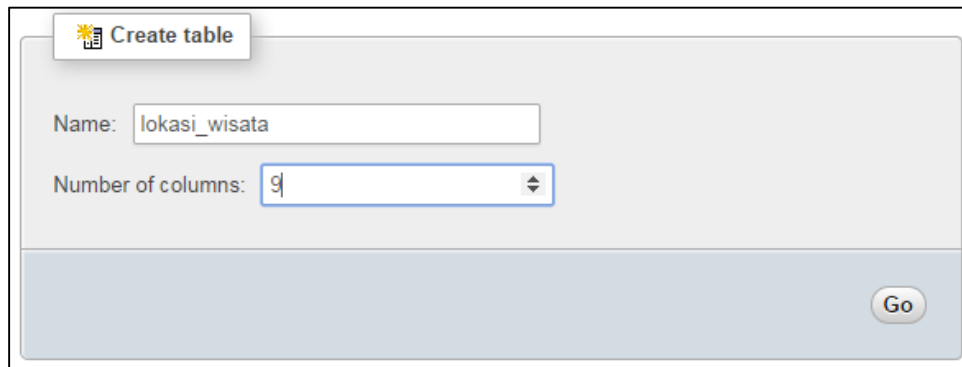 Create table
Name: lokasi_wisata
Number of columns: 9
Go